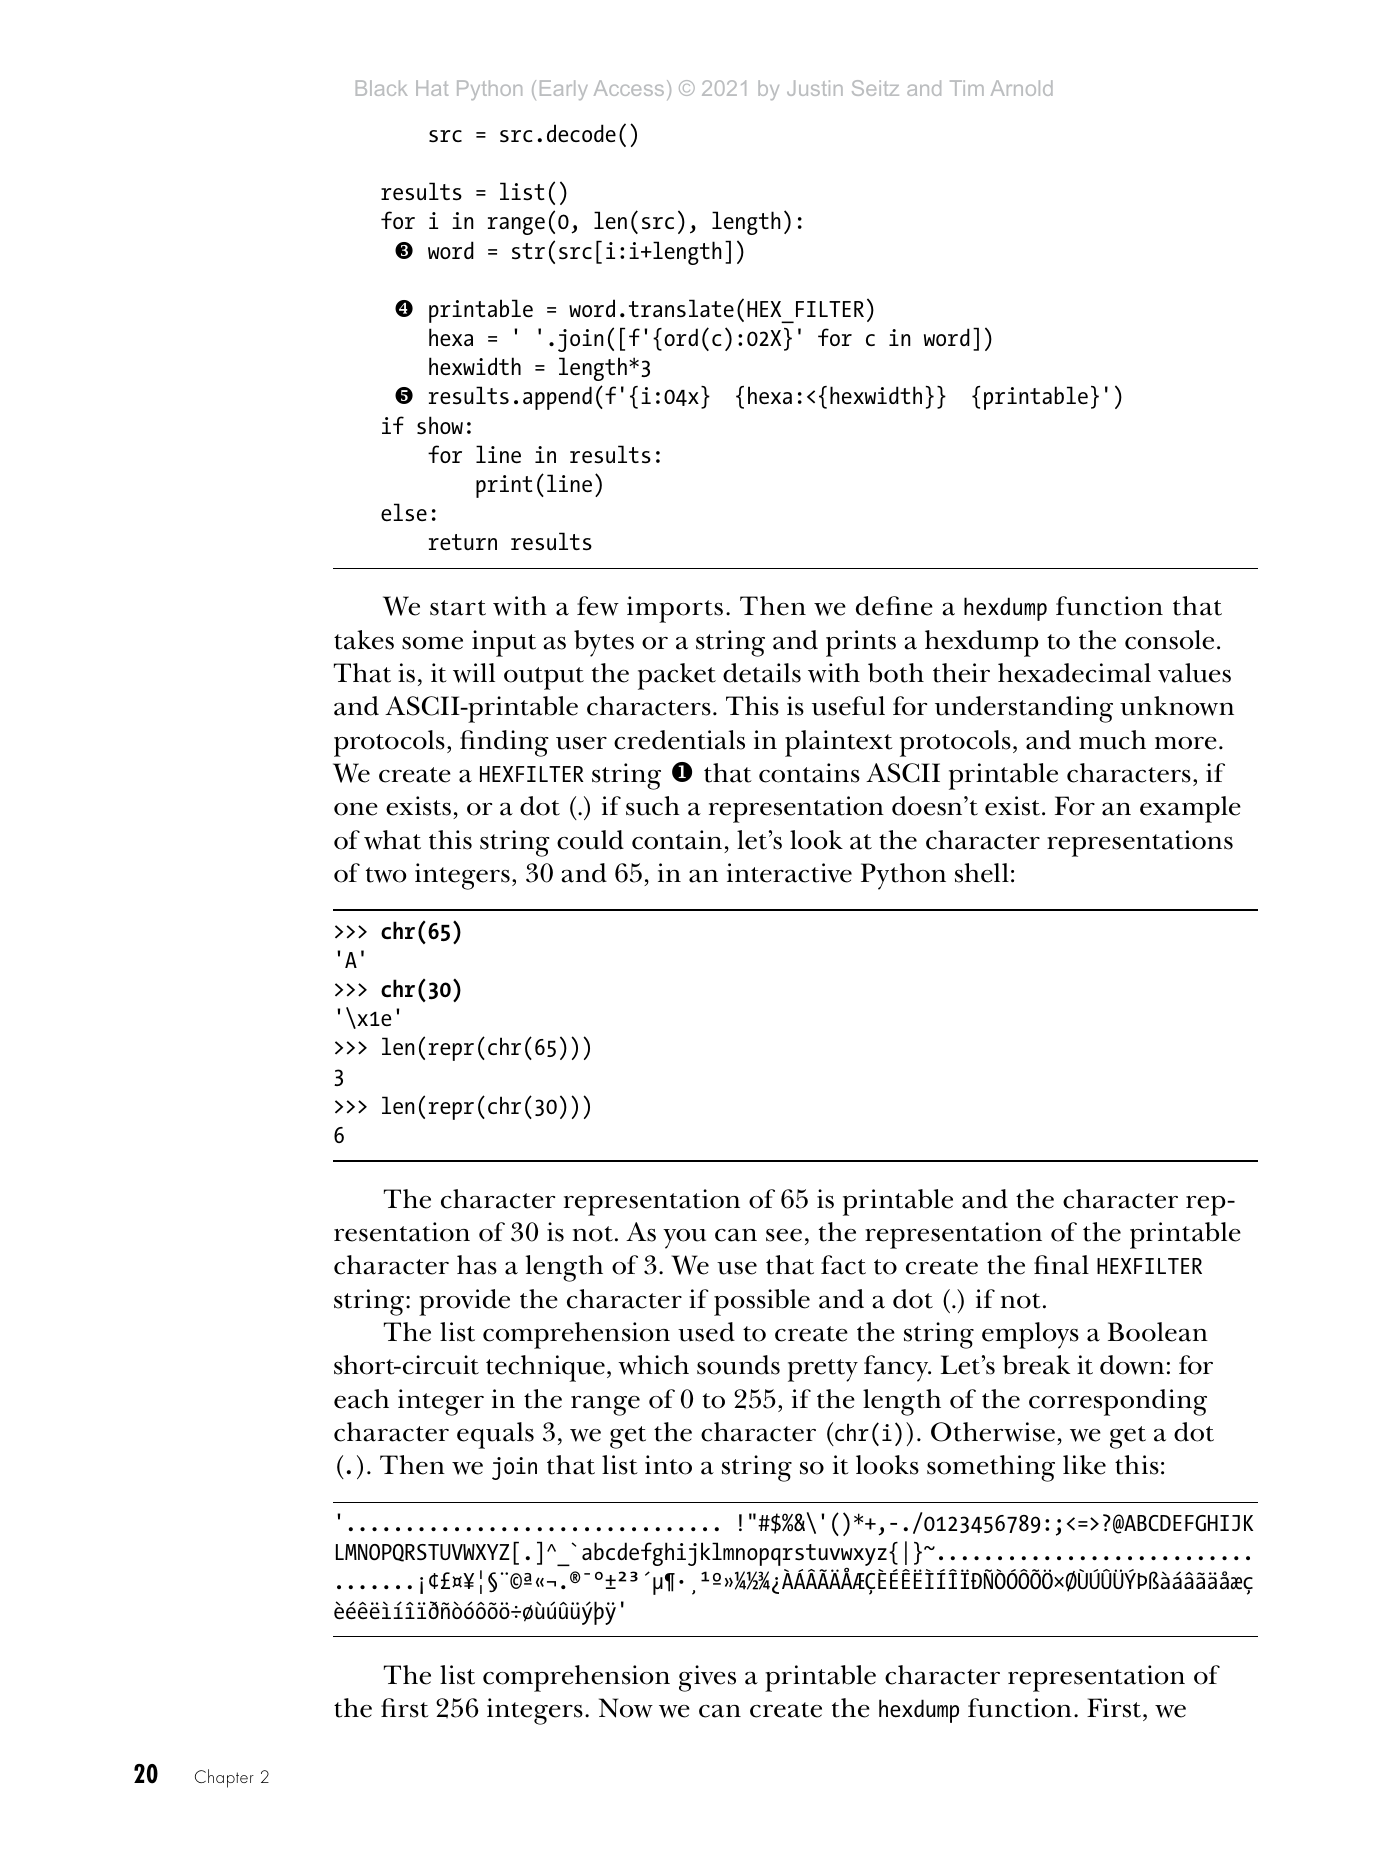 Black Hat Python (Early Access) © 2021 by Justin Seitz and Tim Arnold
        src = src.decode()
    results = list()
    for i in range(0, len(src), length):
     ❸ word = str(src[i:i+length])
     ❹ printable = word.translate(HEX_FILTER)
        hexa = ' '.join([f'{ord(c):02X}' for c in word])
        hexwidth = length*3
     ❺ results.append(f'{i:04x}  {hexa:<{hexwidth}}  {printable}')
    if show:
        for line in results:
            print(line)
    else:
        return results
We start with a few imports. Then we define a hexdump function that
takes some input as bytes or a string and prints a hexdump to the console.
That is, it will output the packet details with both their hexadecimal values
and ASCII-printable characters. This is useful for understanding unknown
protocols, finding user credentials in plaintext protocols, and much more.
We create a HEXFILTER string ❶ that contains ASCII printable characters, if
one exists, or a dot (.) if such a representation doesn’t exist. For an example
of what this string could contain, let’s look at the character representations
of two integers, 30 and 65, in an interactive Python shell:
>>> chr(65)
'A'
>>> chr(30)
'\x1e'
>>> len(repr(chr(65)))
3
>>> len(repr(chr(30)))
6
The character representation of 65 is printable and the character rep-
resentation of 30 is not. As you can see, the representation of the printable
character has a length of 3. We use that fact to create the final HEXFILTER
string: provide the character if possible and a dot (.) if not.
The list comprehension used to create the string employs a Boolean
short-circuit technique, which sounds pretty fancy. Let’s break it down: for
each integer in the range of 0 to 255, if the length of the corresponding
character equals 3, we get the character (chr(i)). Otherwise, we get a dot
(.). Then we join that list into a string so it looks something like this:
'................................ !"#$%&\'()*+,-./0123456789:;<=>?@ABCDEFGHIJK
LMNOPQRSTUVWXYZ[.]^_`abcdefghijklmnopqrstuvwxyz{|}~...........................
.......¡¢£¤¥¦§¨©ª«¬.®¯°±²³´µ¶·¸¹º»¼½¾¿ÀÁÂÃÄÅÆÇÈÉÊËÌÍÎÏÐÑÒÓÔÕÖ×ØÙÚÛÜÝÞßàáâãäåæç
èéêëìíîïðñòóôõö÷øùúûüýþÿ'
The list comprehension gives a printable character representation of
the first 256 integers. Now we can create the hexdump function. First, we
20 Chapter 2